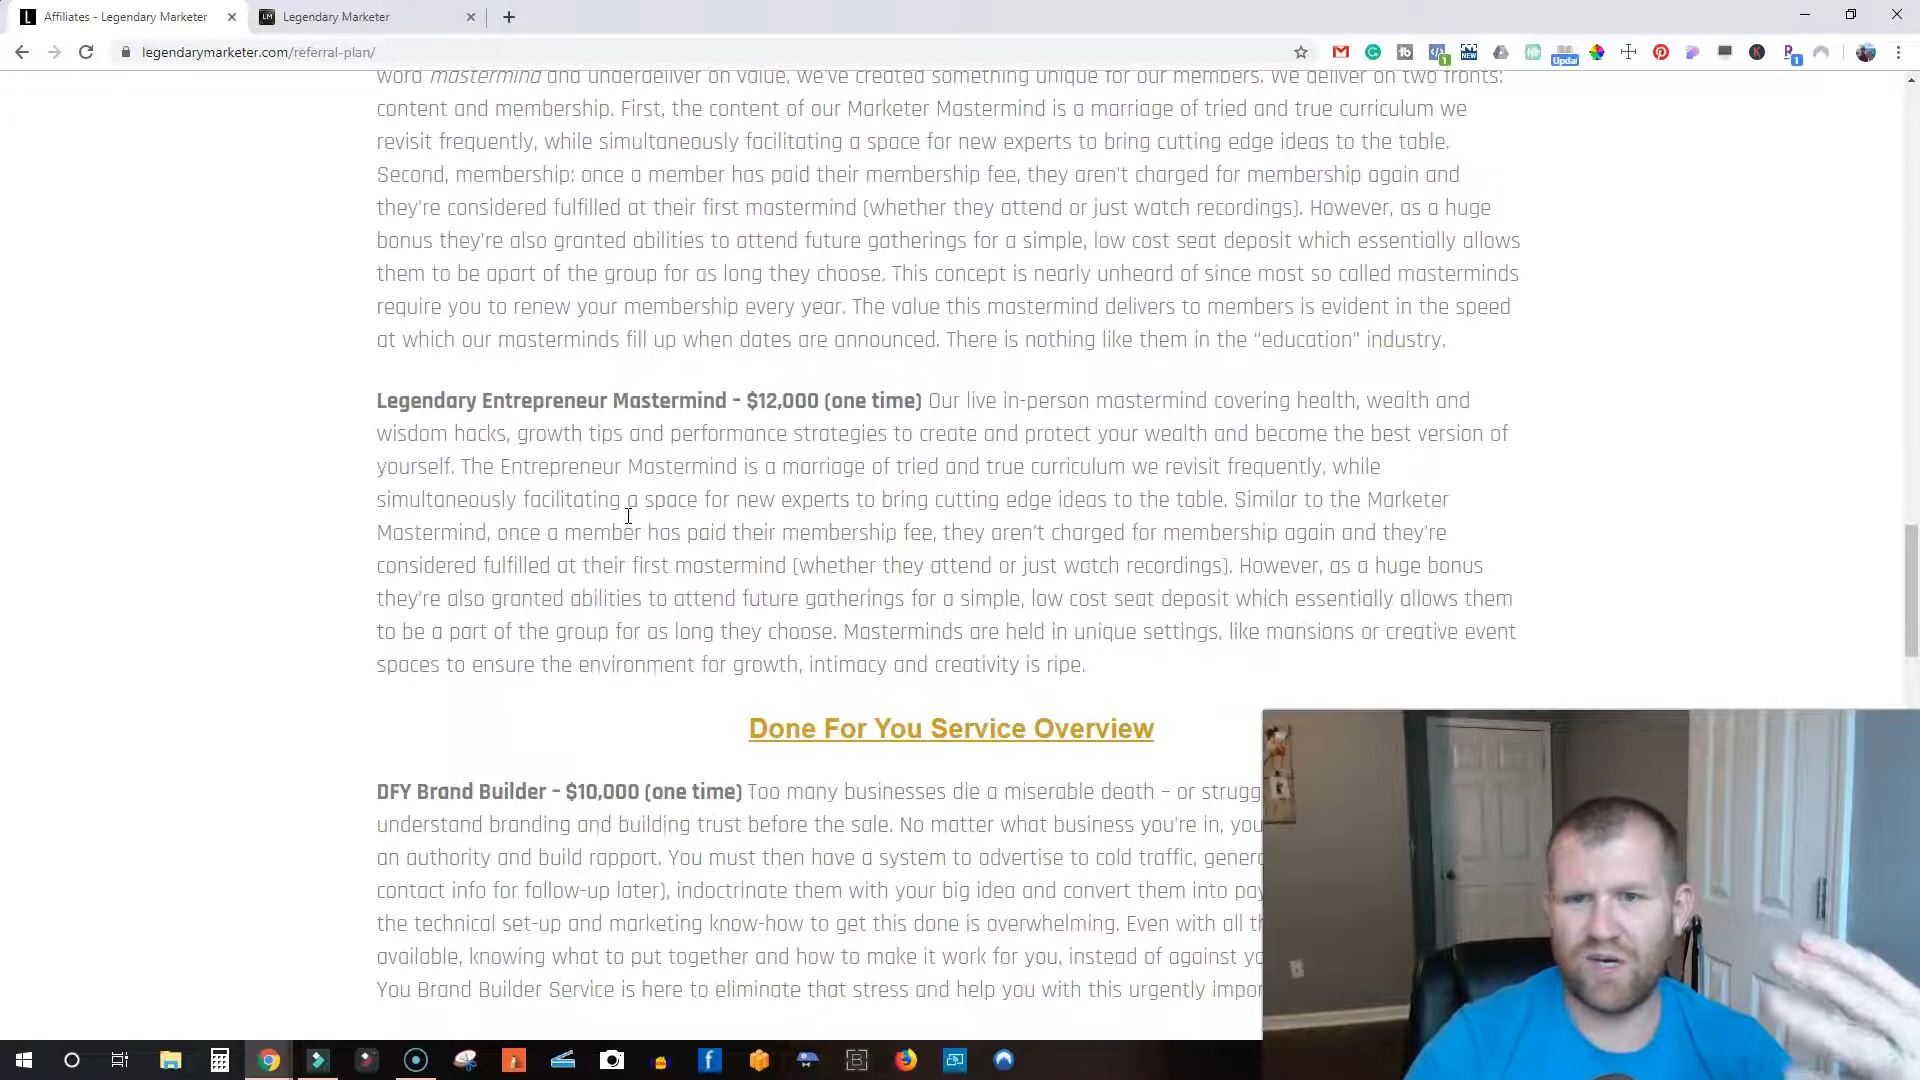 Affiliates - Legendary Marketer
Legendary Marketer
legendarymarketer.com/referral-plan/
word mastermind and underdeliver on value, we've created something unique for our members. We deliver on two fronts:
content and membership. First, the content of our Marketer Mastermind is a marriage of tried and true curriculum we
revisit frequently, while simultaneously facilitating a space for new experts to bring cutting edge ideas to the table.
Second, membership: once a member has paid their membership fee, they aren't charged for membership again and
they're considered fulfilled at their first mastermind (whether they attend or just watch recordings). However, as a huge
bonus they're also granted abilities to attend future gatherings for a simple, low cost seat deposit which essentially allows
them to be apart of the group for as long they choose. This concept is nearly unheard of since most so called masterminds
require you to renew your membership every year. The value this mastermind delivers to members is evident in the speed
at which our masterminds fill up when dates are announced. There is nothing like them in the “education” industry.
Legendary Entrepreneur Mastermind – $12,000 (one time) Our live in-person mastermind covering health, wealth and
wisdom hacks, growth tips and performance strategies to create and protect your wealth and become the best version of
yourself. The Entrepreneur Mastermind is a marriage of tried and true curriculum we revisit frequently, while
simultaneously facilitating a space for new experts to bring cutting edge ideas to the table. Similar to the Marketer
Mastermind, once a member has paid their membership fee, they aren't charged for membership again and they're
considered fulfilled at their first mastermind (whether they attend or just watch recordings). However, as a huge bonus
they're also granted abilities to attend future gatherings for a simple, low cost seat deposit which essentially allows them
to be a part of the group for as long they choose. Masterminds are held in unique settings, like mansions or creative event
spaces to ensure the environment for growth, intimacy and creativity is ripe.
Done For You Service Overview
DFY Brand Builder – $10,000 (one time) Too many businesses die a miserable death – or strugg
understand branding and building trust before the sale. No matter what business you're in, you
an authority and build rapport. You must then have a system to advertise to cold traffic, genera
contact info for follow-up later), indoctrinate them with your big idea and convert them into pay
the technical set-up and marketing know-how to get this done is overwhelming. Even with all th
available, knowing what to put together and how to make it work for you, instead of against yo
You Brand Builder Service is here to eliminate that stress and help you with this urgently impor